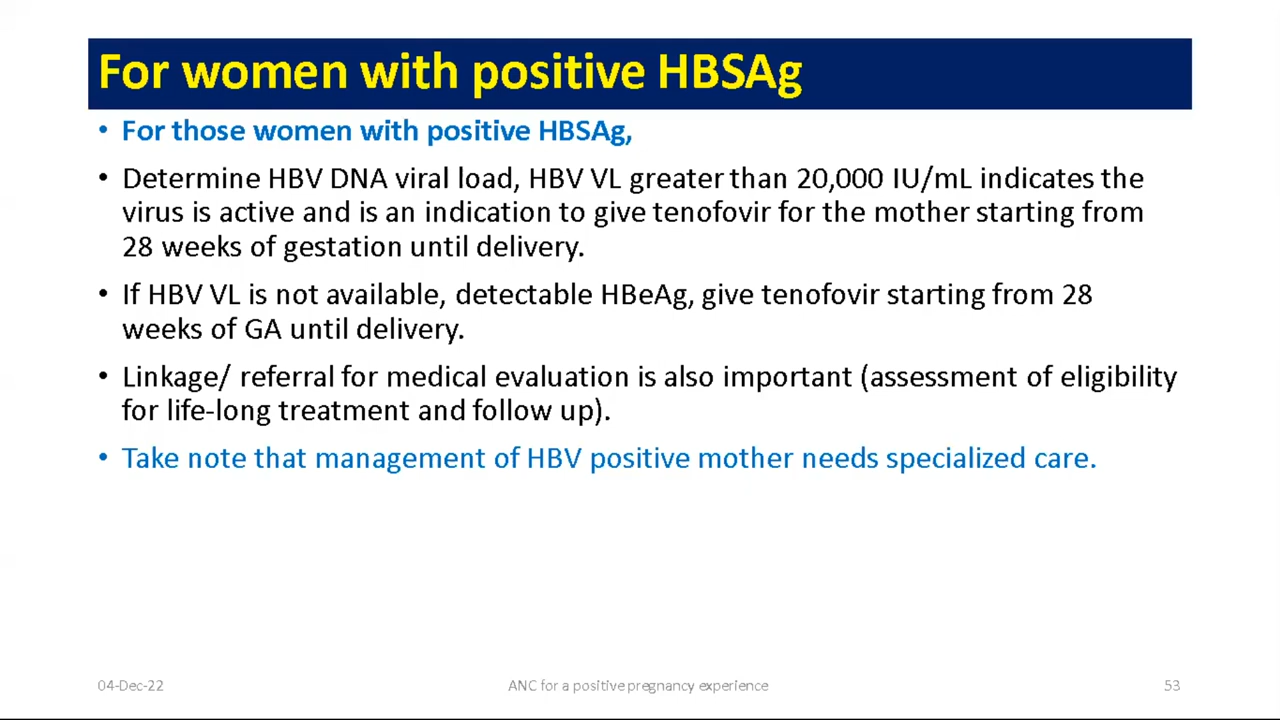 For women with positive HBSAg
• For those women with positive HBSAg,
• Determine HBV DNA viral load, HBV VL greater than 20,000 IU/mL indicates the
virus is active and is an indication to give tenofovir for the mother starting from
28 weeks of gestation until delivery.
• If HBV VL is not available, detectable HBeAg, give tenofovir starting from 28
weeks of GA until delivery.
• Linkage/ referral for medical evaluation is also important (assessment of eligibility
for life-long treatment and follow up).
• Take note that management of HBV positive mother needs specialized care.
04-Dec-22
ANC for a positive pregnancy experience
53